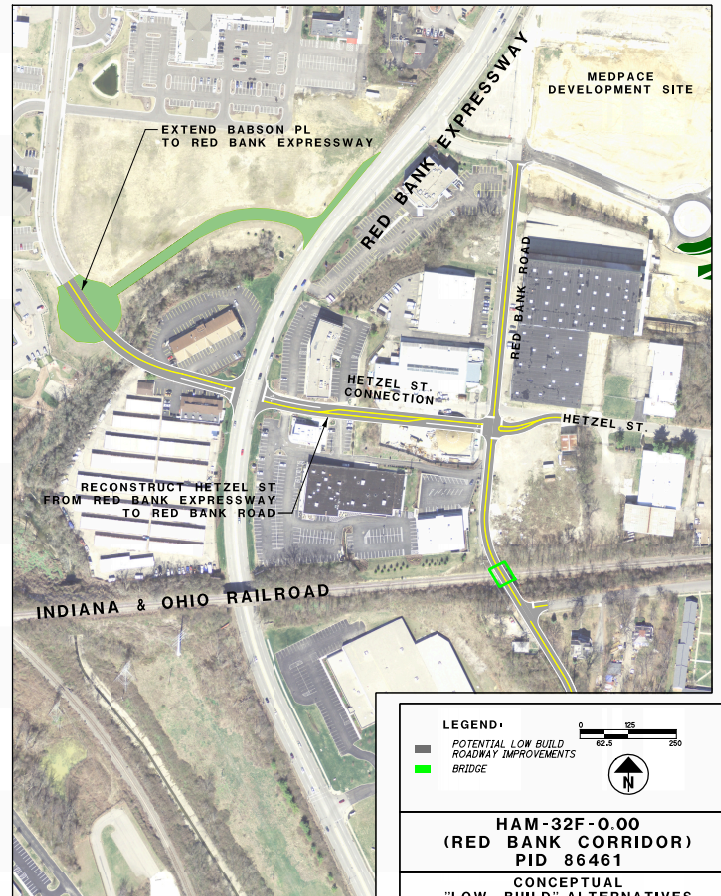 MEDPACE
DEVELOPMENT SITE
EXTEND BABSON PL
TO RED BANK EXPRESSWAY
RED BANK EXPRESSWAY
RED BANK ROAD
HETZEL ST.
CONNECTION
HETZEL ST.
RECONSTRUCT HETZEL ST
FROM RED BANK EXPRESSWAY
TO RED BANK ROAD
INDIANA & OHIO RAILROAD
LEGEND:
0 125
62.5 250
POTENTIAL LOW BUILD
ROADWAY IMPROVEMENTS
BRIDGE
N
HAM-32F-0.00
(RED BANK CORRIDOR)
PID 86461
CONCEPTUAL
"LOW BUILD" ALTERNATIVES